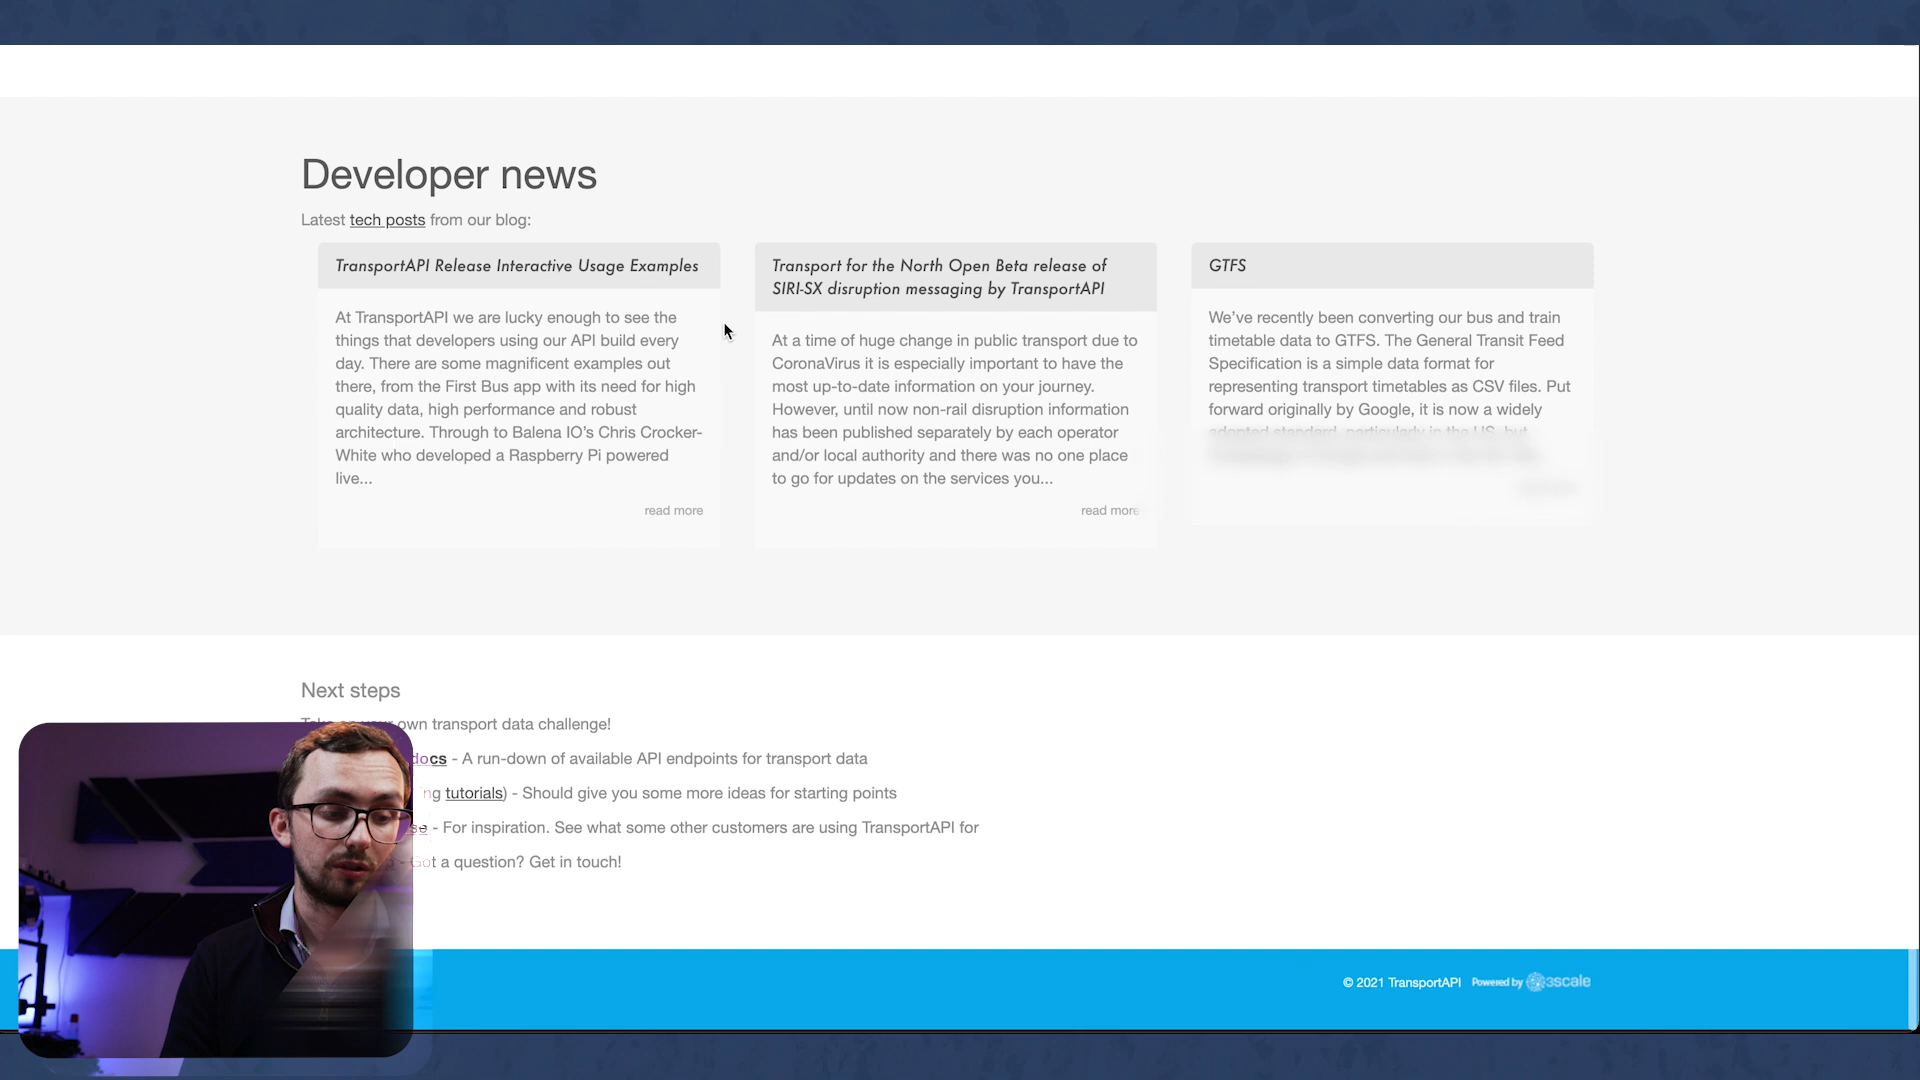 Developer news
Latest tech posts from our blog:
TransportAPI Release Interactive Usage Examples
At TransportAPI we are lucky enough to see the
things that developers using our API build every
day. There are some magnificent examples out
there, from the First Bus app with its need for high
quality data, high performance and robust
architecture. Through to Balena IO’s Chris Crocker-
White who developed a Raspberry Pi powered
live...
read more
Transport for the North Open Beta release of
SIRI-SX disruption messaging by TransportAPI
At a time of huge change in public transport due to
CoronaVirus it is especially important to have the
most up-to-date information on your journey.
However, until now non-rail disruption information
has been published separately by each operator
and/or local authority and there was no one place
to go for updates on the services you...
read more
GTFS
We’ve recently been converting our bus and train
timetable data to GTFS. The General Transit Feed
Specification is a simple data format for
representing transport timetables as CSV files. Put
forward originally by Google, it is now a widely
adopted standard, particularly in the US, but
Next steps
own transport data challenge!
docs - A run-down of available API endpoints for transport data
tutorials) - Should give you some more ideas for starting points
- For inspiration. See what some other customers are using TransportAPI for
- Got a question? Get in touch!
© 2021 TransportAPI Powered by 3scale